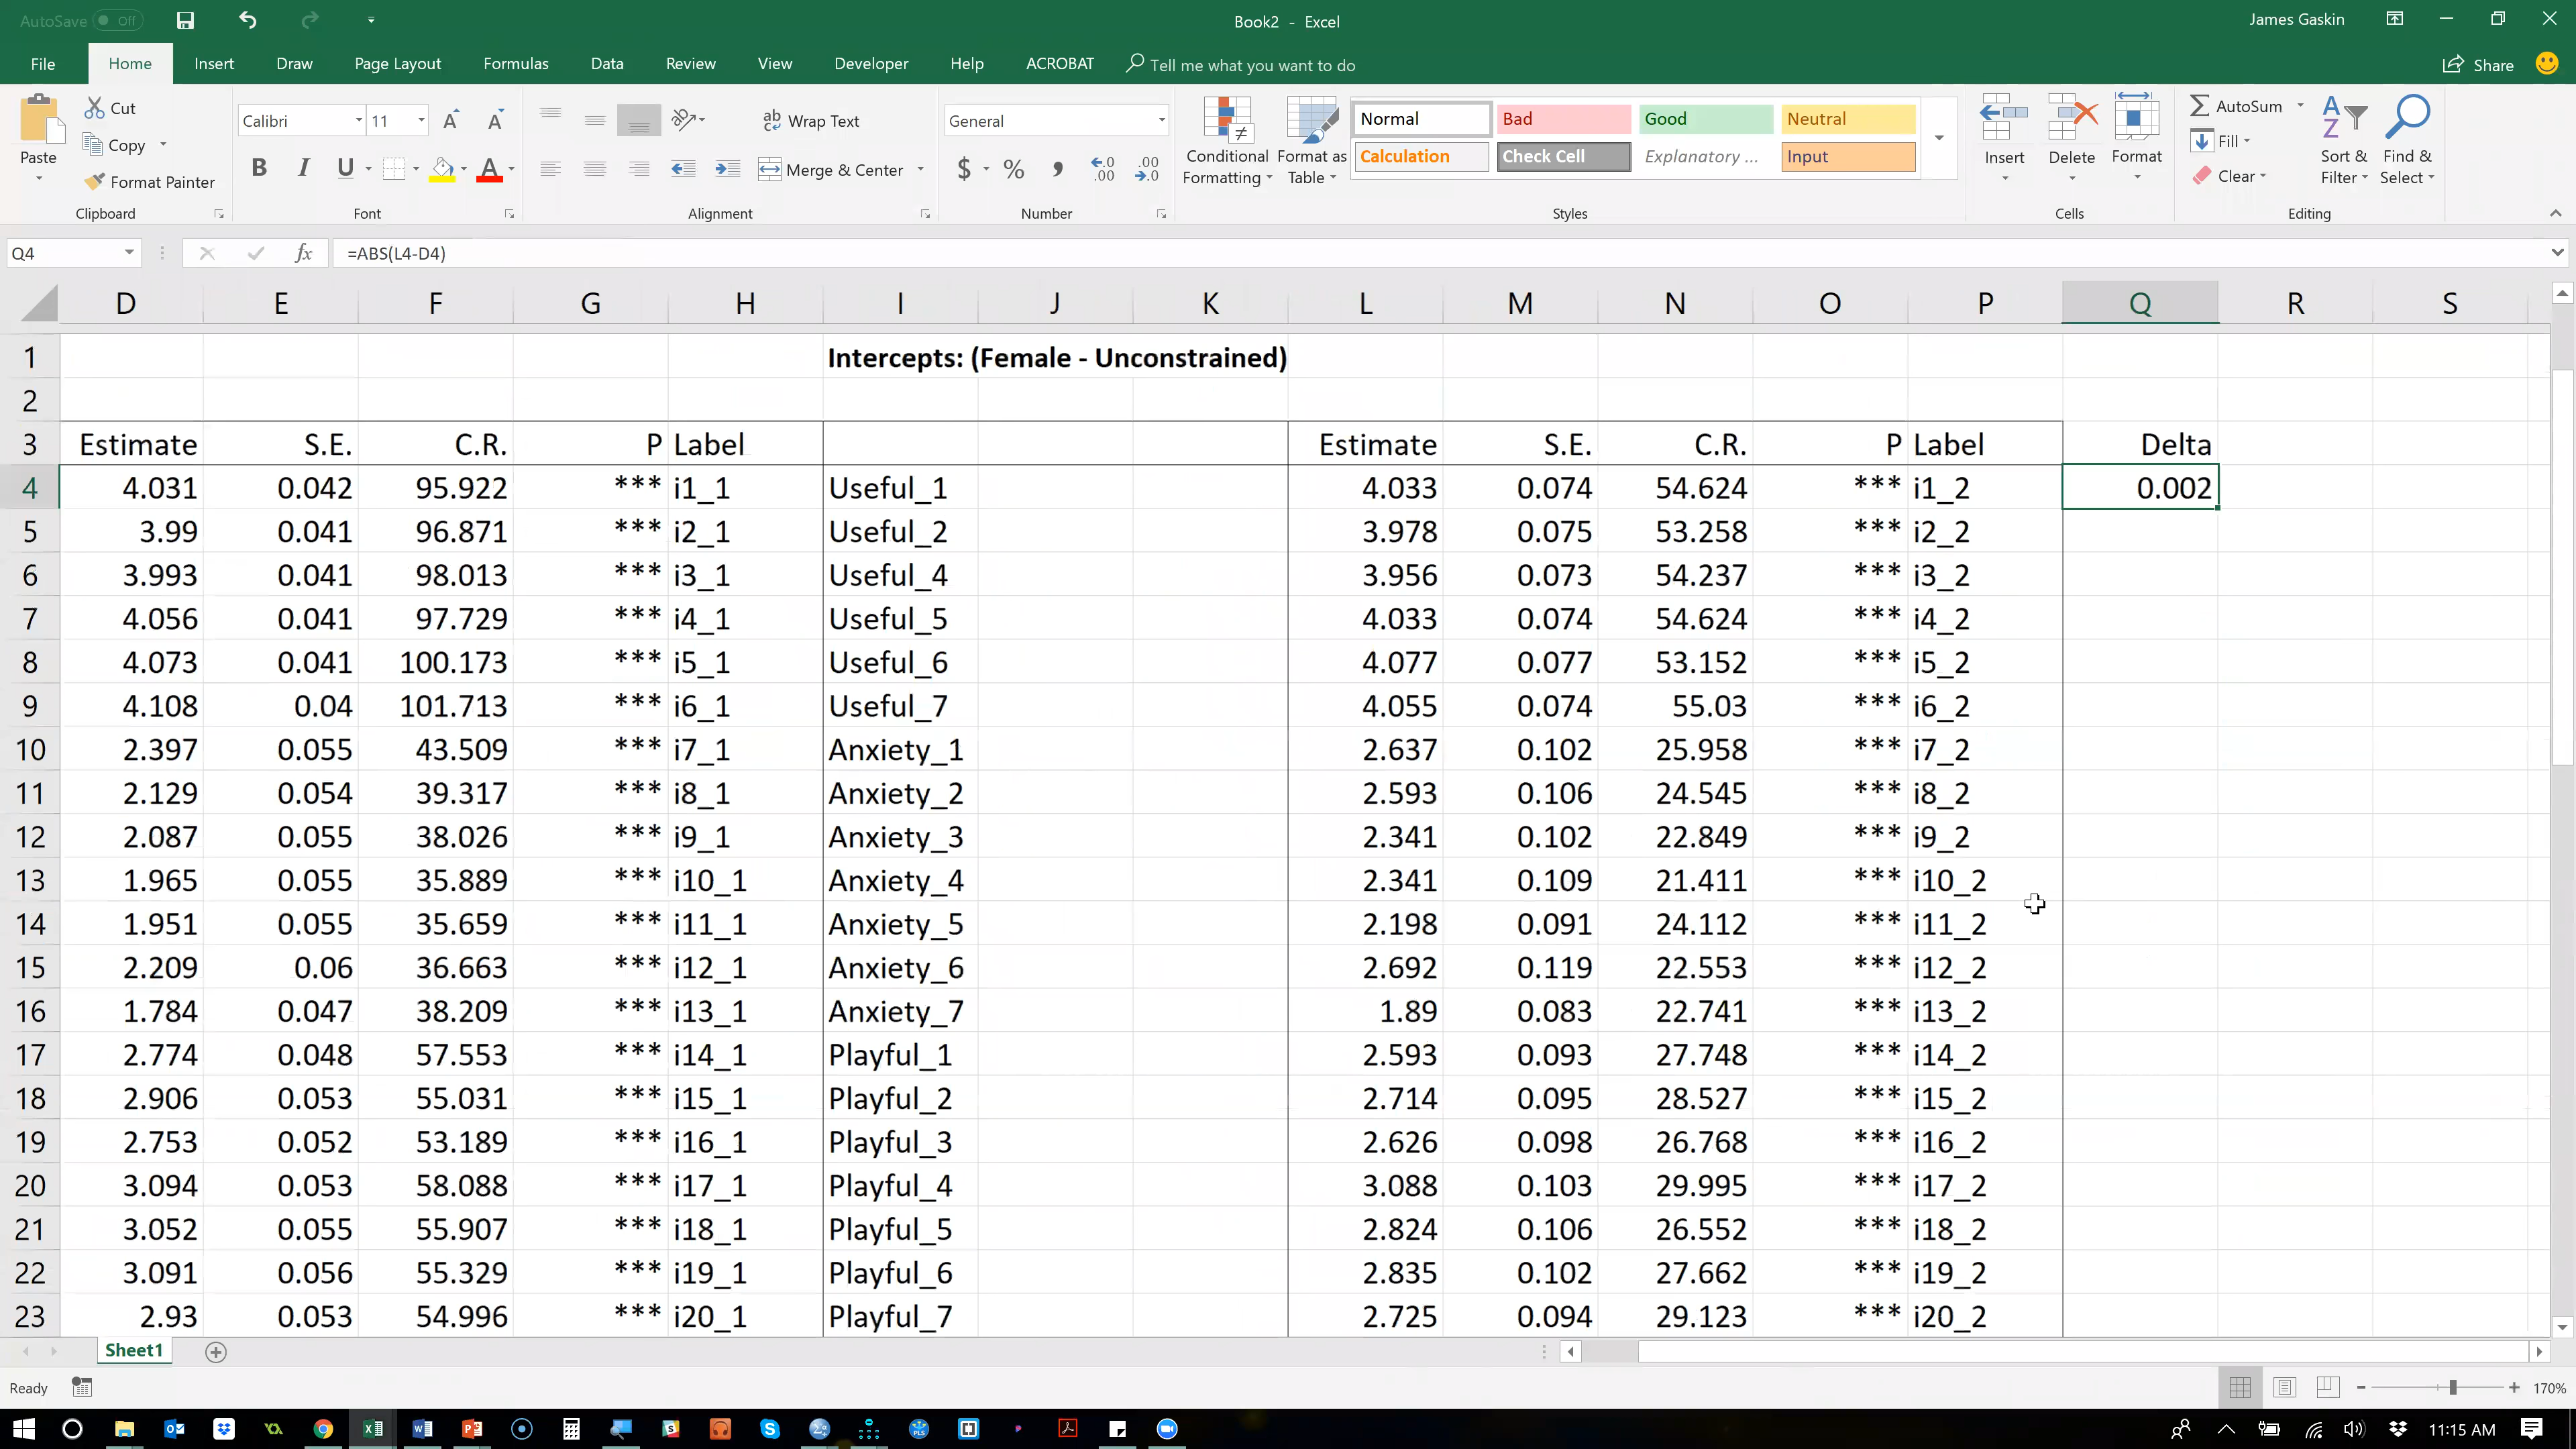 AutoSave Off
Book2 - Excel
James Gaskin
File Home Insert Draw Page Layout Formulas Data Review View Developer Help ACROBAT Tell me what you want to do Share
Paste Cut Copy Format Painter Clipboard
Calibri 11 B I U A A A Font
ab Wrap Text Merge & Center Alignment
General $ % , .00 Number
Conditional Formatting Format as Table
Normal Bad Good Neutral
Calculation Check Cell Explanatory ... Input
Styles
Insert Delete Format Cells
AutoSum Fill Clear Sort & Filter Find & Select Editing
Q4 fx =ABS(L4-D4)
D E F G H I J K L M N O P Q R S
1 Intercepts: (Female - Unconstrained)
2
3 Estimate S.E. C.R. P Label Estimate S.E. C.R. P Label Delta
4 4.031 0.042 95.922 *** i1_1 Useful_1 4.033 0.074 54.624 *** i1_2 0.002
5 3.99 0.041 96.871 *** i2_1 Useful_2 3.978 0.075 53.258 *** i2_2
6 3.993 0.041 98.013 *** i3_1 Useful_4 3.956 0.073 54.237 *** i3_2
7 4.056 0.041 97.729 *** i4_1 Useful_5 4.033 0.074 54.624 *** i4_2
8 4.073 0.041 100.173 *** i5_1 Useful_6 4.077 0.077 53.152 *** i5_2
9 4.108 0.04 101.713 *** i6_1 Useful_7 4.055 0.074 55.03 *** i6_2
10 2.397 0.055 43.509 *** i7_1 Anxiety_1 2.637 0.102 25.958 *** i7_2
11 2.129 0.054 39.317 *** i8_1 Anxiety_2 2.593 0.106 24.545 *** i8_2
12 2.087 0.055 38.026 *** i9_1 Anxiety_3 2.341 0.102 22.849 *** i9_2
13 1.965 0.055 35.889 *** i10_1 Anxiety_4 2.341 0.109 21.411 *** i10_2
14 1.951 0.055 35.659 *** i11_1 Anxiety_5 2.198 0.091 24.112 *** i11_2
15 2.209 0.06 36.663 *** i12_1 Anxiety_6 2.692 0.119 22.553 *** i12_2
16 1.784 0.047 38.209 *** i13_1 Anxiety_7 1.89 0.083 22.741 *** i13_2
17 2.774 0.048 57.553 *** i14_1 Playful_1 2.593 0.093 27.748 *** i14_2
18 2.906 0.053 55.031 *** i15_1 Playful_2 2.714 0.095 28.527 *** i15_2
19 2.753 0.052 53.189 *** i16_1 Playful_3 2.626 0.098 26.768 *** i16_2
20 3.094 0.053 58.088 *** i17_1 Playful_4 3.088 0.103 29.995 *** i17_2
21 3.052 0.055 55.907 *** i18_1 Playful_5 2.824 0.106 26.552 *** i18_2
22 3.091 0.056 55.329 *** i19_1 Playful_6 2.835 0.102 27.662 *** i19_2
23 2.93 0.053 54.996 *** i20_1 Playful_7 2.725 0.094 29.123 *** i20_2
Sheet1
Ready 170%
11:15 AM